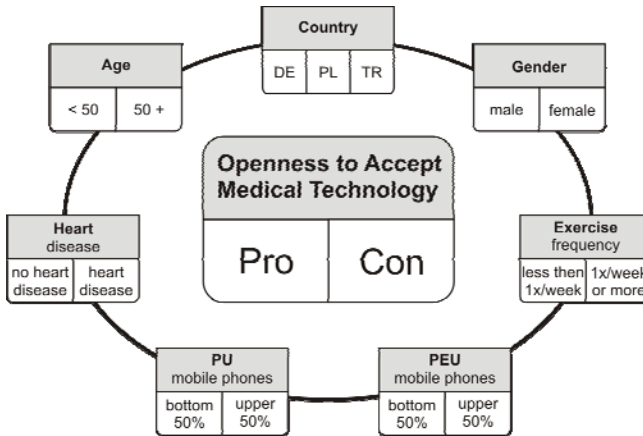 Country
DE PL TR
Age
< 50 50 +
Gender
male female
Openness to Accept
Medical Technology
Pro Con
Heart
disease
no heart heart
disease disease
Exercise
frequency
less then 1x/week
1x/week or more
PU
mobile phones
bottom upper
50% 50%
PEU
mobile phones
bottom upper
50% 50%